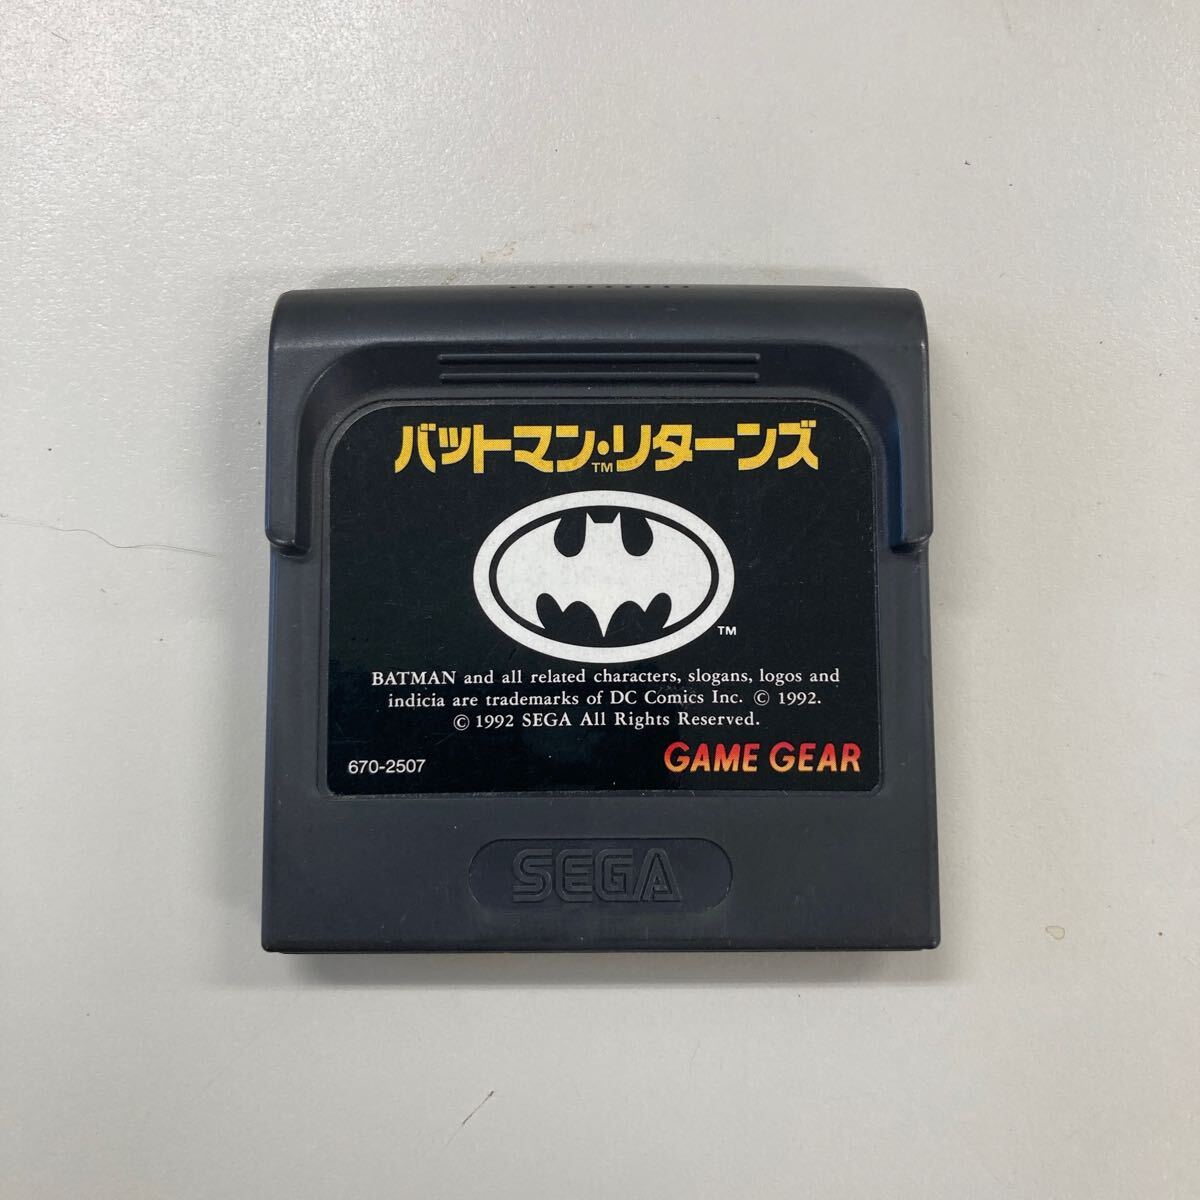 バットマン・リターンズ
TM
TM
BATMAN and all related characters, slogans, logos and
indicia are trademarks of DC Comics Inc. © 1992.
© 1992 SEGA All Rights Reserved.
670-2507
GAME GEAR
SEGA